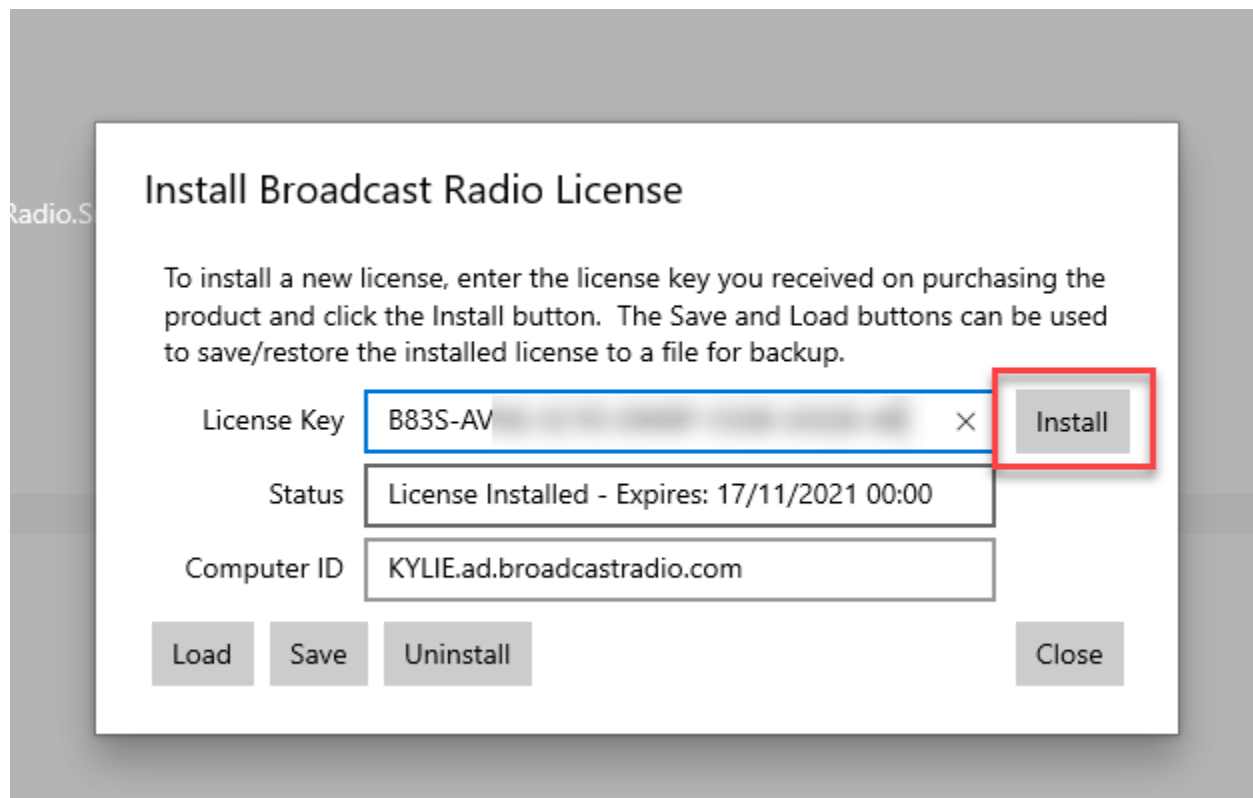 Install Broadcast Radio License
Radio.S
To install a new license, enter the license key you received on purchasing the
product and click the Install button.  The Save and Load buttons can be used
to save/restore the installed license to a file for backup.
License Key B83S-AV × Install
Status License Installed - Expires: 17/11/2021 00:00
Computer ID KYLIE.ad.broadcastradio.com
Load Save Uninstall Close